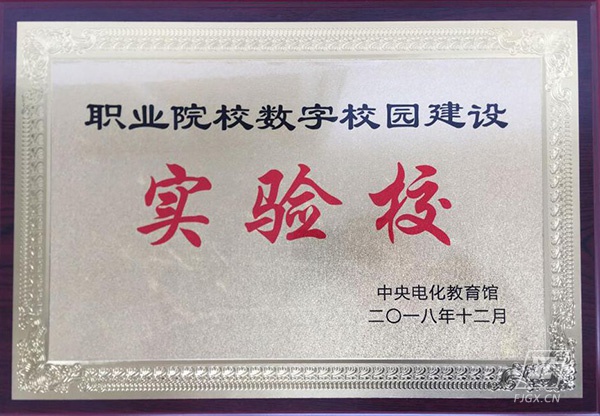 职业院校数字校园建设
实验校
中央电化教育馆
二〇一八年十二月
FJGX.CN